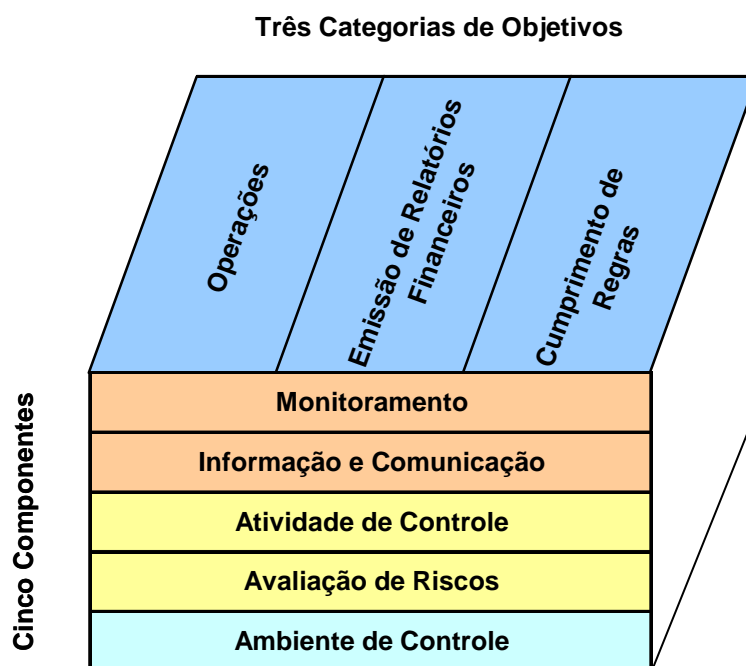 Três Categorias de Objetivos
Operações
Emissão de Relatórios
Financeiros
Cumprimento de
Regras
Cinco Componentes
Monitoramento
Informação e Comunicação
Atividade de Controle
Avaliação de Riscos
Ambiente de Controle